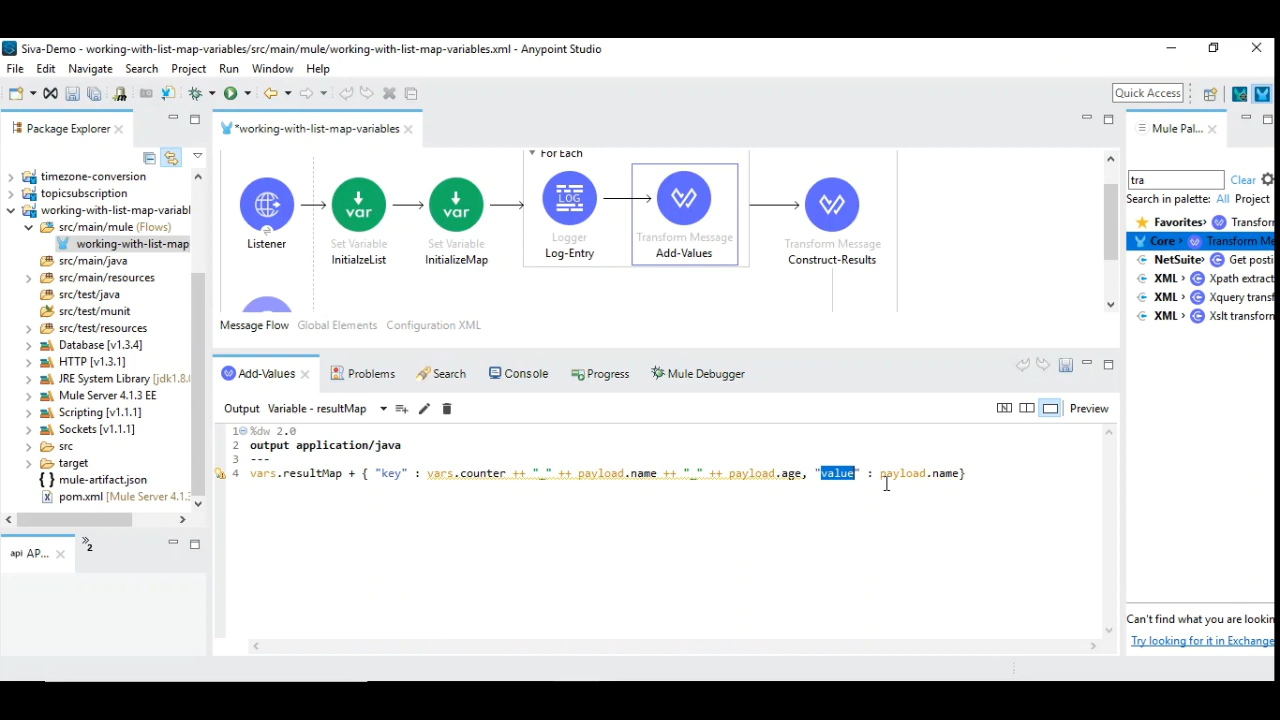 Siva-Demo - working-with-list-map-variables/src/main/mule/working-with-list-map-variables.xml - Anypoint Studio
File Edit Navigate Search Project Run Window Help
Quick Access
Package Explorer
*working-with-list-map-variables
Mule Pal...
timezone-conversion
topicsubscription
working-with-list-map-variabl
src/main/mule (Flows)
working-with-list-map
src/main/java
src/main/resources
src/test/java
src/test/munit
src/test/resources
Database [v1.3.4]
HTTP [v1.3.1]
JRE System Library [jdk1.8.
Mule Server 4.1.3 EE
Scripting [v1.1.1]
Sockets [v1.1.1]
src
target
mule-artifact.json
pom.xml [Mule Server 4.1.
api AP...
2
For Each
LOG
var
var
Listener
Set Variable
InitialzeList
Set Variable
InitializeMap
Logger
Log-Entry
Transform Message
Add-Values
Transform Message
Construct-Results
Message Flow Global Elements Configuration XML
Add-Values
Problems
Search
Console
Progress
Mule Debugger
Output Variable - resultMap
Preview
1 %dw 2.0
2 output application/java
3 ---
4 vars.resultMap + { "key" : vars.counter ++ "_" ++ payload.name ++ "_" ++ payload.age, "value" : payload.name}
tra
Clear
Search in palette: All Project
Favorites > Transforn
Core > Transform Me
NetSuite > Get posti
XML > Xpath extract
XML > Xquery transf
XML > Xslt transform
Can't find what you are lookin
Try looking for it in Exchange